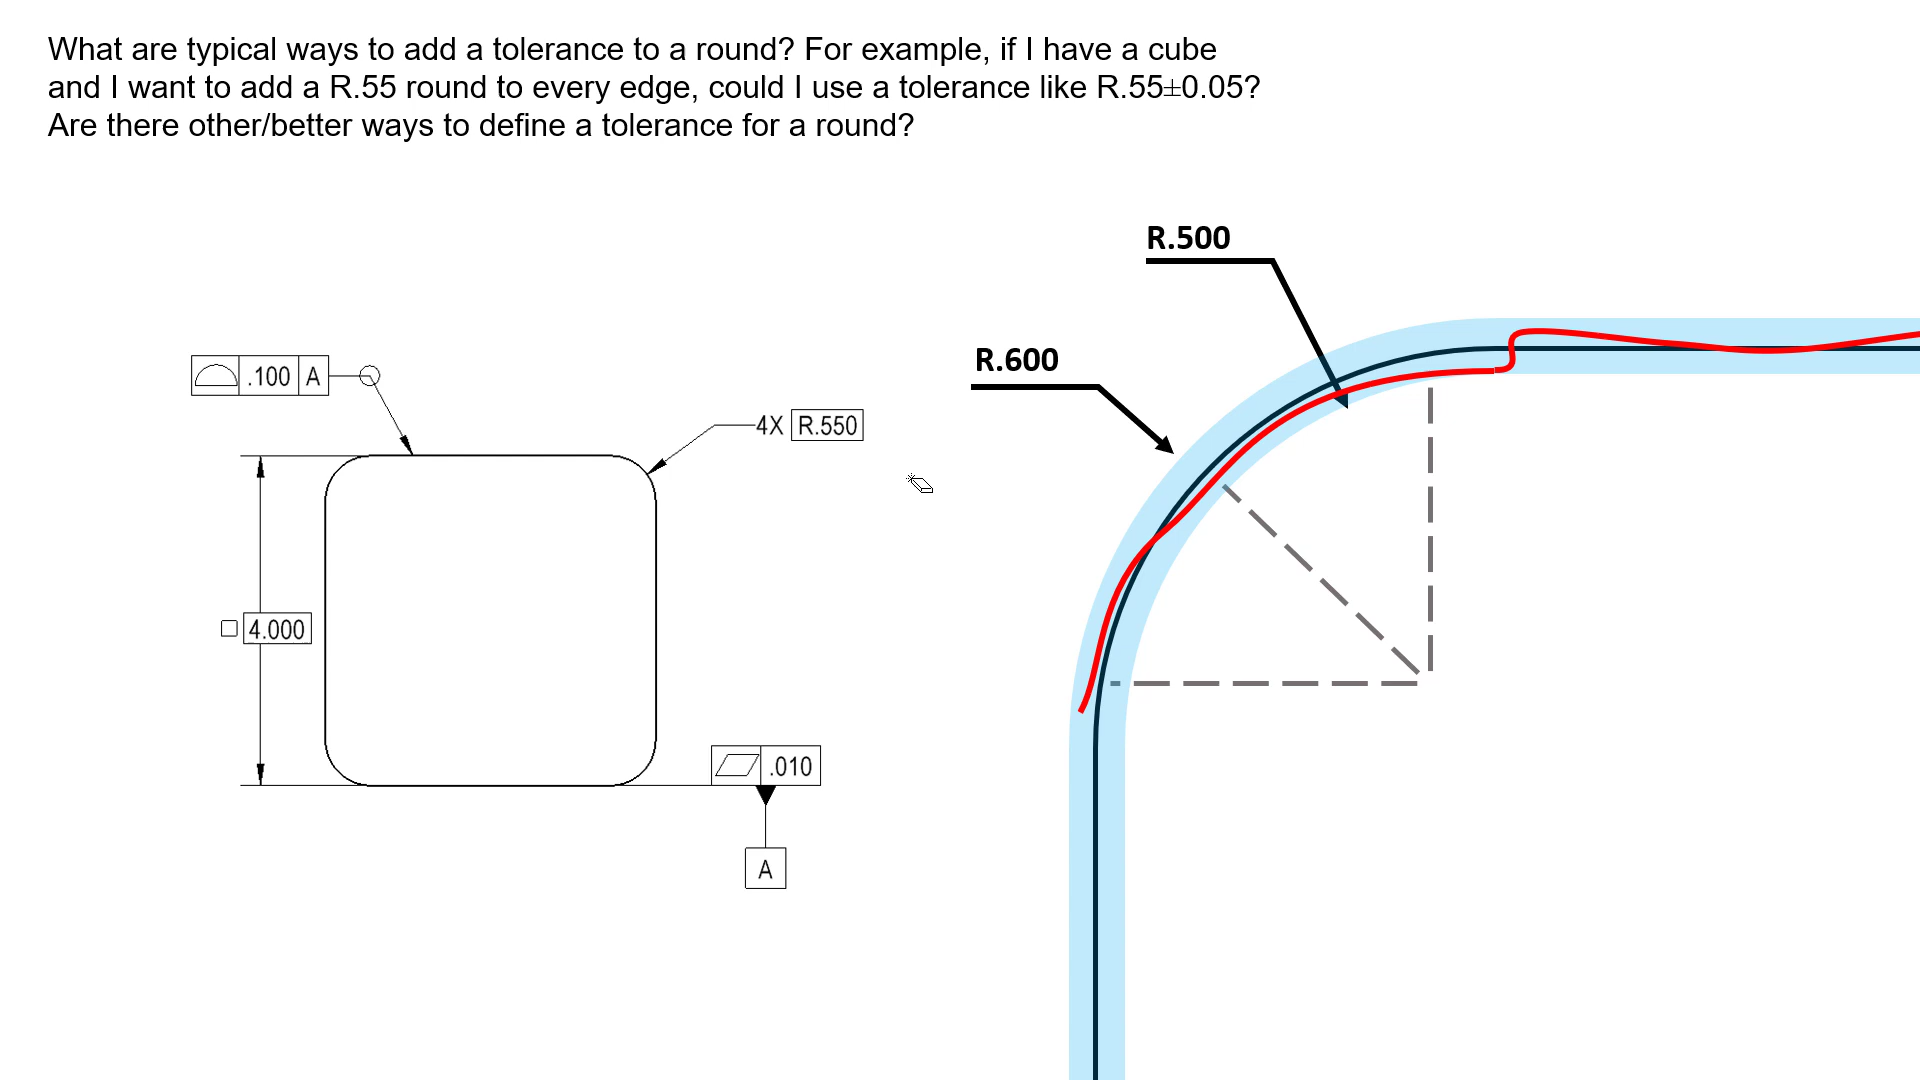 What are typical ways to add a tolerance to a round? For example, if I have a cube
and I want to add a R.55 round to every edge, could I use a tolerance like R.55±0.05?
Are there other/better ways to define a tolerance for a round?
R.500
R.600
.100 A
4X R.550
4.000
.010
A